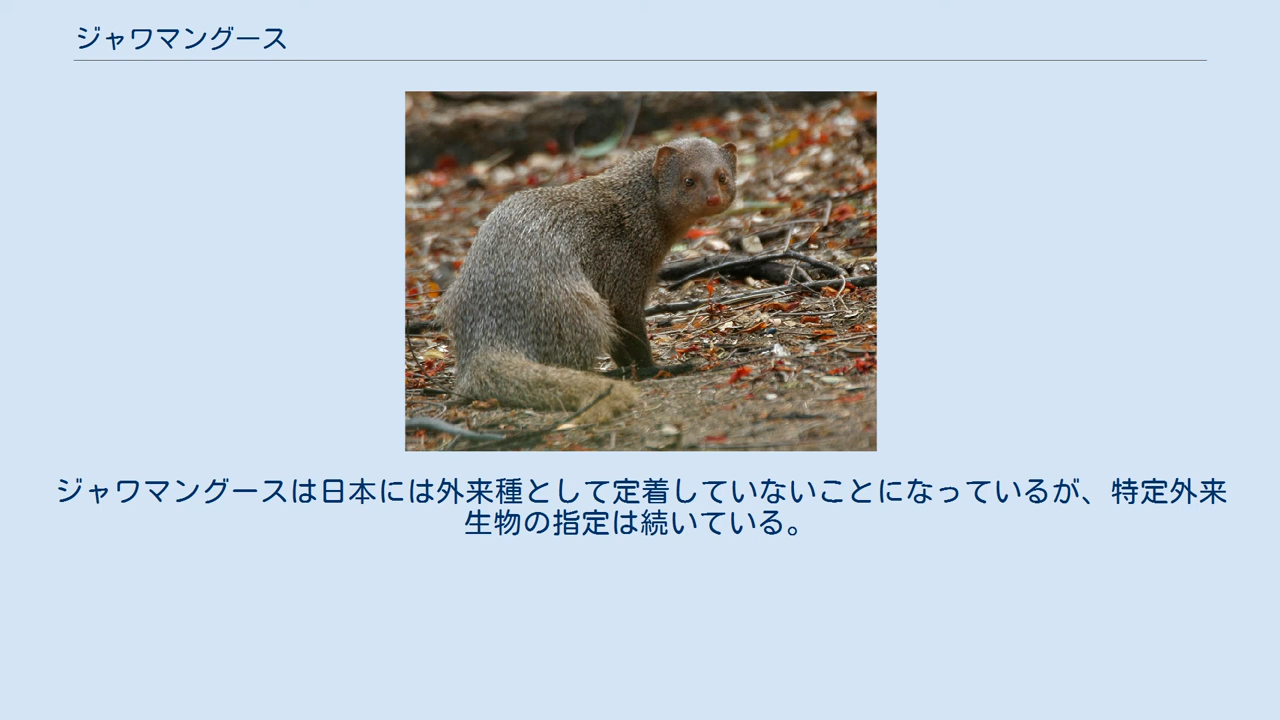 ジャワマングース
ジャワマングースは日本には外来種として定着していないことになっているが、特定外来
生物の指定は続いている。